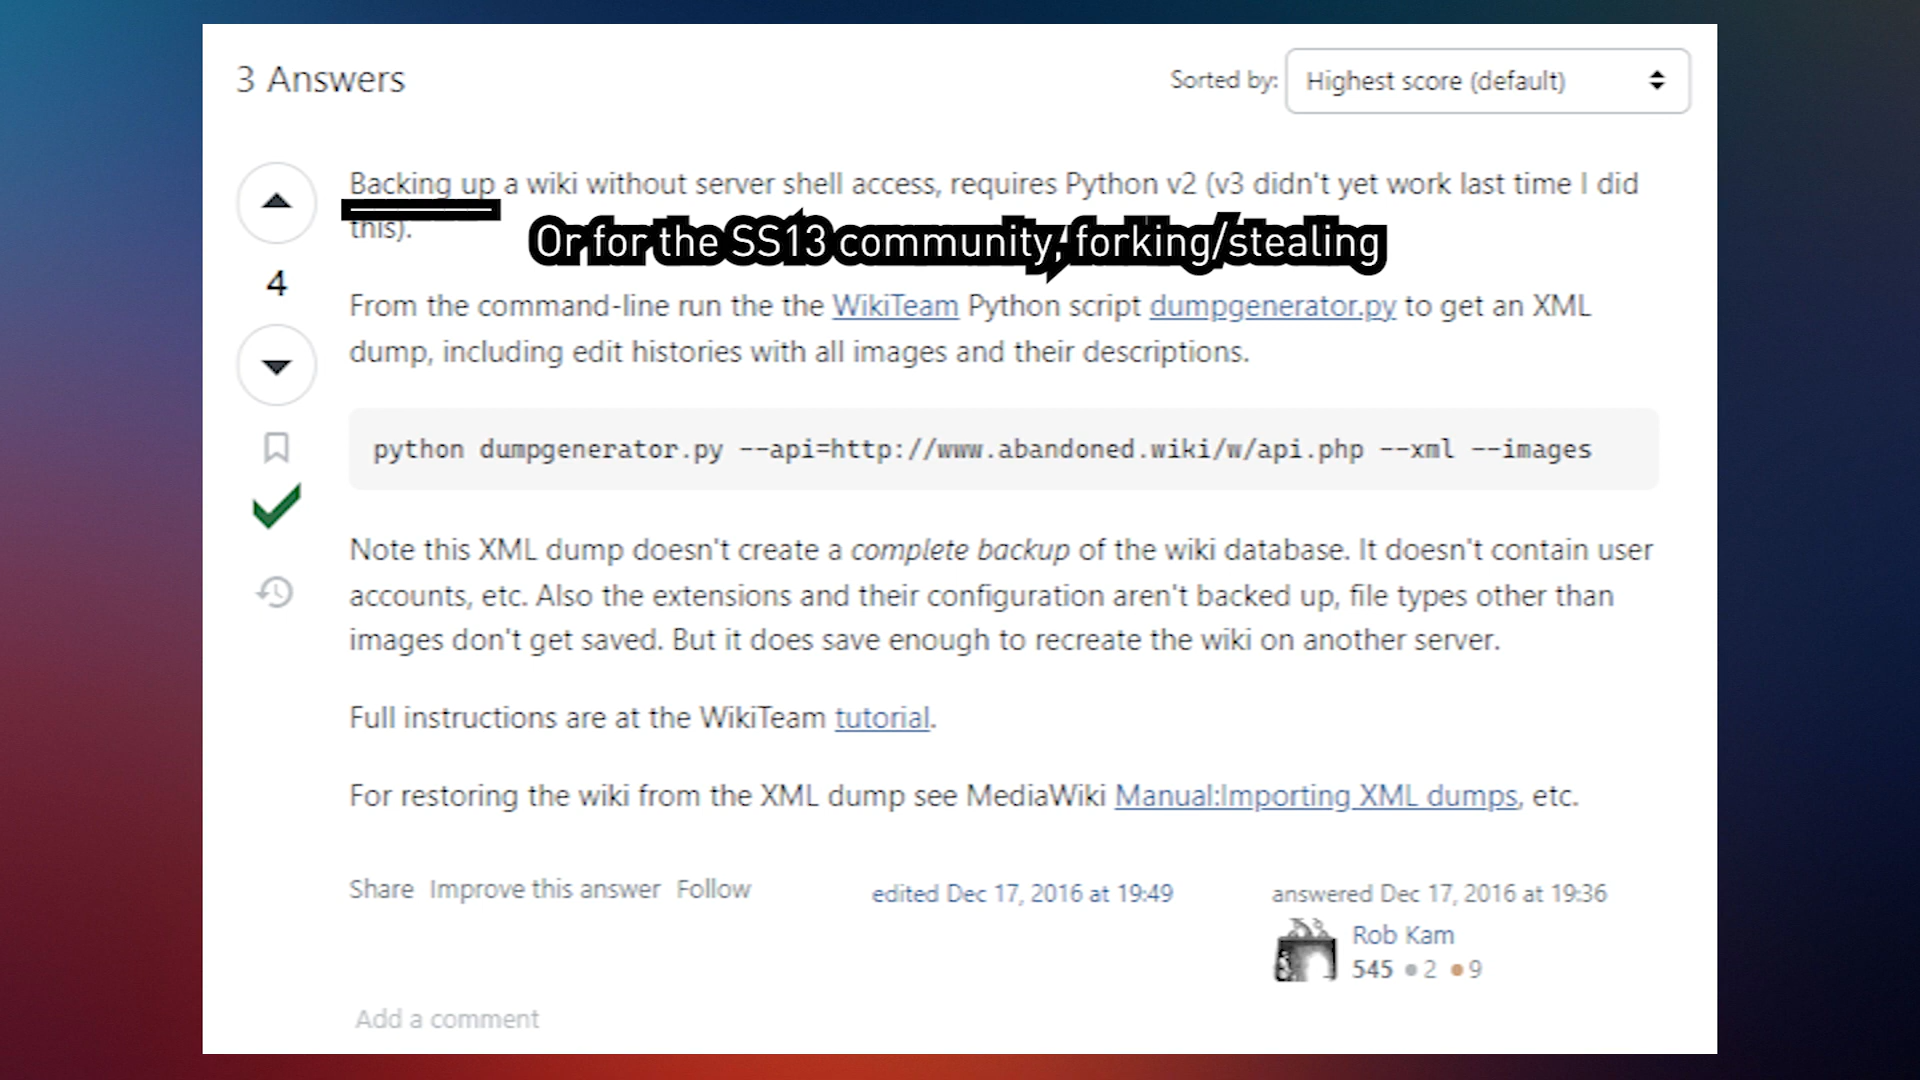 3 Answers
Sorted by: Highest score (default)
Backing up a wiki without server shell access, requires Python v2 (v3 didn't yet work last time I did
this).
Or for the SS13 community, forking/stealing
4
From the command-line run the the WikiTeam Python script dumpgenerator.py to get an XML
dump, including edit histories with all images and their descriptions.
python dumpgenerator.py --api=http://www.abandoned.wiki/w/api.php --xml --images
Note this XML dump doesn't create a complete backup of the wiki database. It doesn't contain user
accounts, etc. Also the extensions and their configuration aren't backed up, file types other than
images don't get saved. But it does save enough to recreate the wiki on another server.
Full instructions are at the WikiTeam tutorial.
For restoring the wiki from the XML dump see MediaWiki Manual:Importing XML dumps, etc.
Share Improve this answer Follow
edited Dec 17, 2016 at 19:49
answered Dec 17, 2016 at 19:36
Rob Kam
545 ●2 ●9
Add a comment